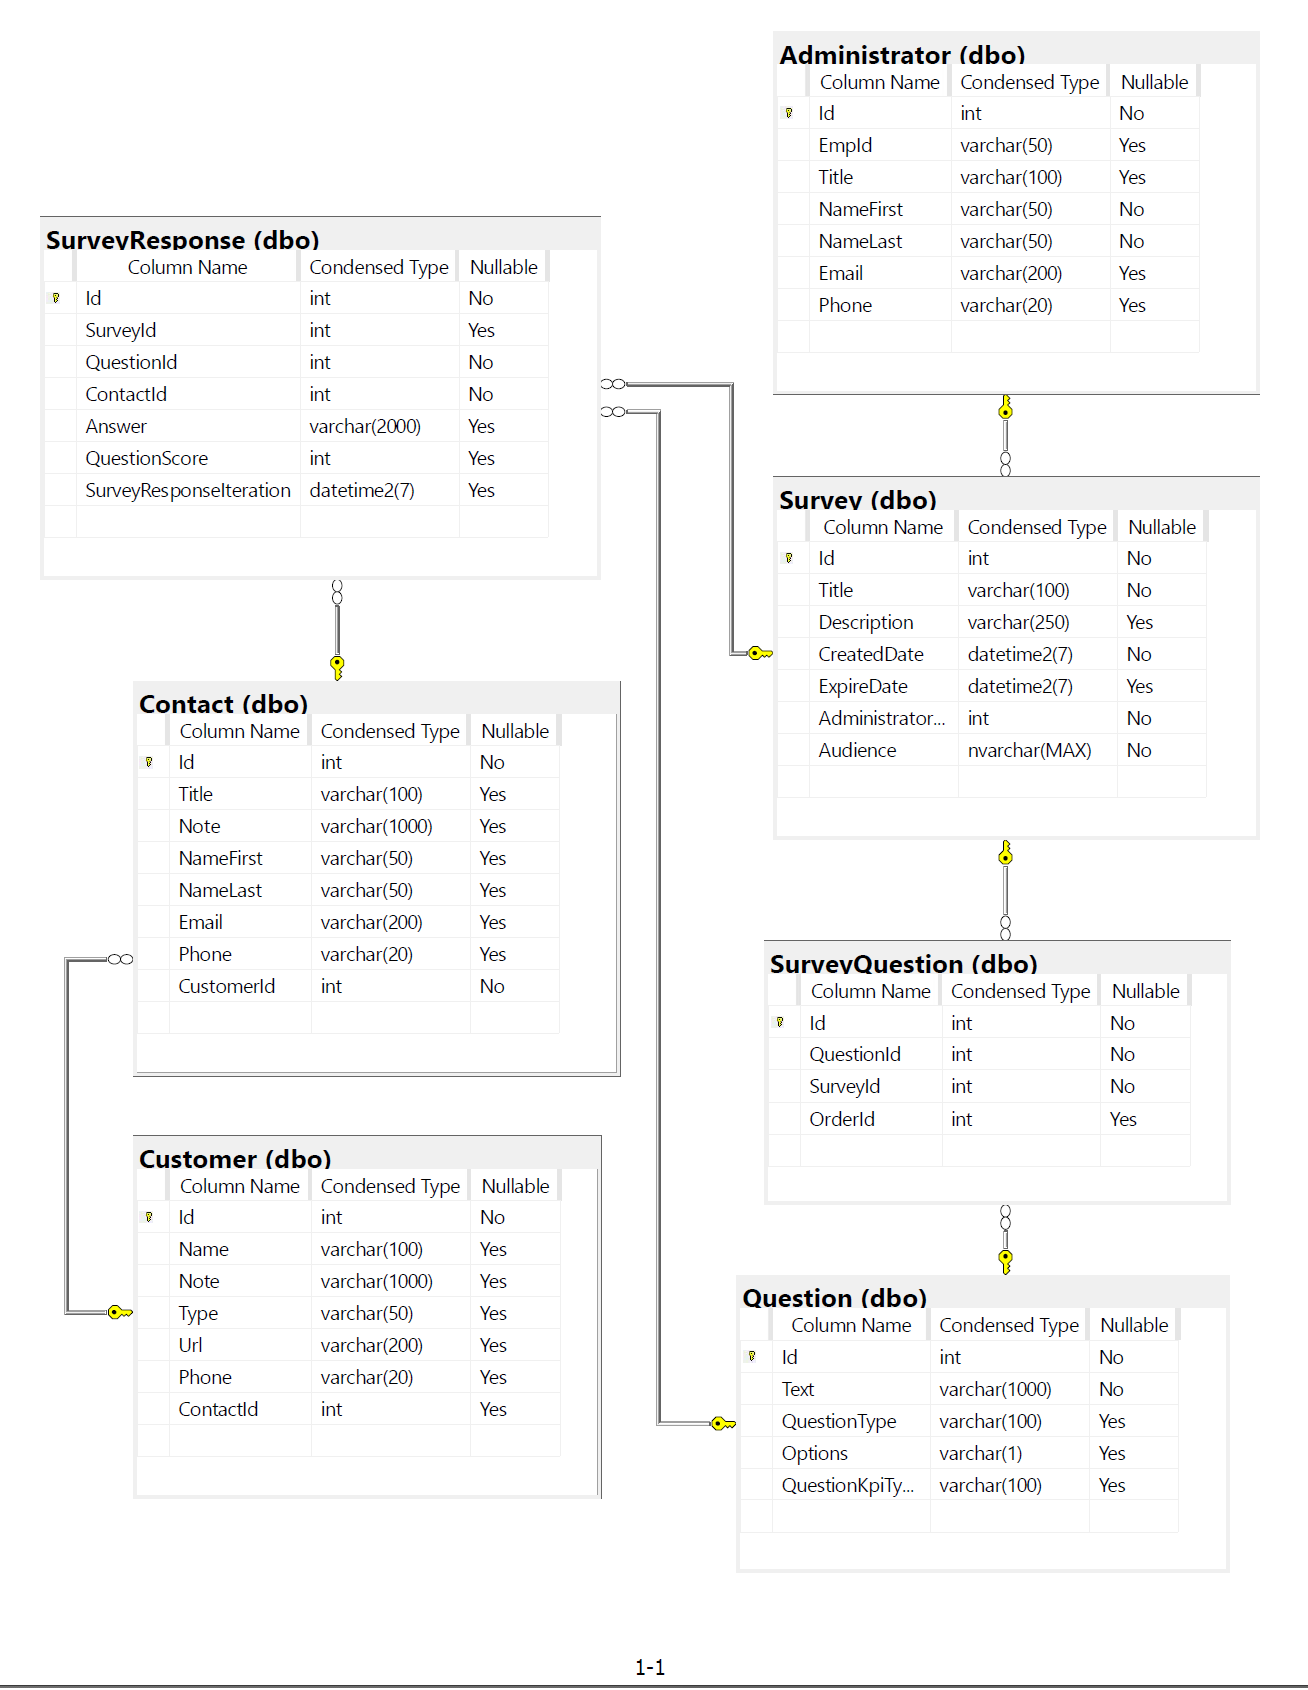 Administrator (dbo)
Column Name Condensed Type Nullable
Id int No
EmpId varchar(50) Yes
Title varchar(100) Yes
NameFirst varchar(50) No
NameLast varchar(50) No
Email varchar(200) Yes
Phone varchar(20) Yes
SurveyResponse (dbo)
Column Name Condensed Type Nullable
Id int No
SurveyId int Yes
QuestionId int No
ContactId int No
Answer varchar(2000) Yes
QuestionScore int Yes
SurveyResponseIteration datetime2(7) Yes
Survey (dbo)
Column Name Condensed Type Nullable
Id int No
Title varchar(100) No
Description varchar(250) Yes
CreatedDate datetime2(7) No
ExpireDate datetime2(7) Yes
Administrator... int No
Audience nvarchar(MAX) No
Contact (dbo)
Column Name Condensed Type Nullable
Id int No
Title varchar(100) Yes
Note varchar(1000) Yes
NameFirst varchar(50) Yes
NameLast varchar(50) Yes
Email varchar(200) Yes
Phone varchar(20) Yes
CustomerId int No
SurveyQuestion (dbo)
Column Name Condensed Type Nullable
Id int No
QuestionId int No
SurveyId int No
OrderId int Yes
Customer (dbo)
Column Name Condensed Type Nullable
Id int No
Name varchar(100) Yes
Note varchar(1000) Yes
Type varchar(50) Yes
Url varchar(200) Yes
Phone varchar(20) Yes
ContactId int Yes
Question (dbo)
Column Name Condensed Type Nullable
Id int No
Text varchar(1000) No
QuestionType varchar(100) Yes
Options varchar(1) Yes
QuestionKpiTy... varchar(100) Yes
1-1